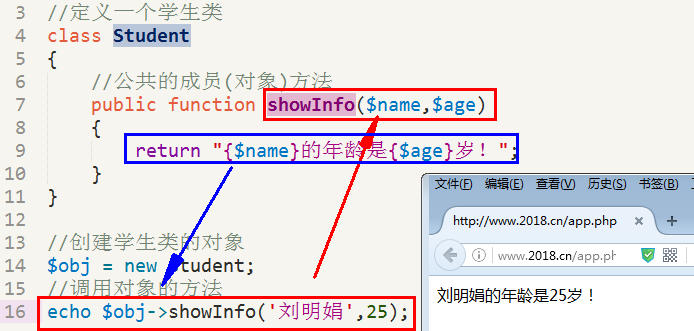 3 //定义一个学生类
4 class Student
5 {
6 //公共的成员(对象)方法
7 public function showInfo($name,$age)
8 {
9 return "{$name}的年龄是{$age}岁！";
10 }
11 }
12
13 //创建学生类的对象
14 $obj = new tudent;
15 //调用对象的方法
16 echo $obj->showInfo('刘明娟',25);
文件(F) 编辑(E) 查看(V) 历史(S) 书签(B)
http://www.2018.cn/app.php
www.2018.cn/app.ph
刘明娟的年龄是25岁！